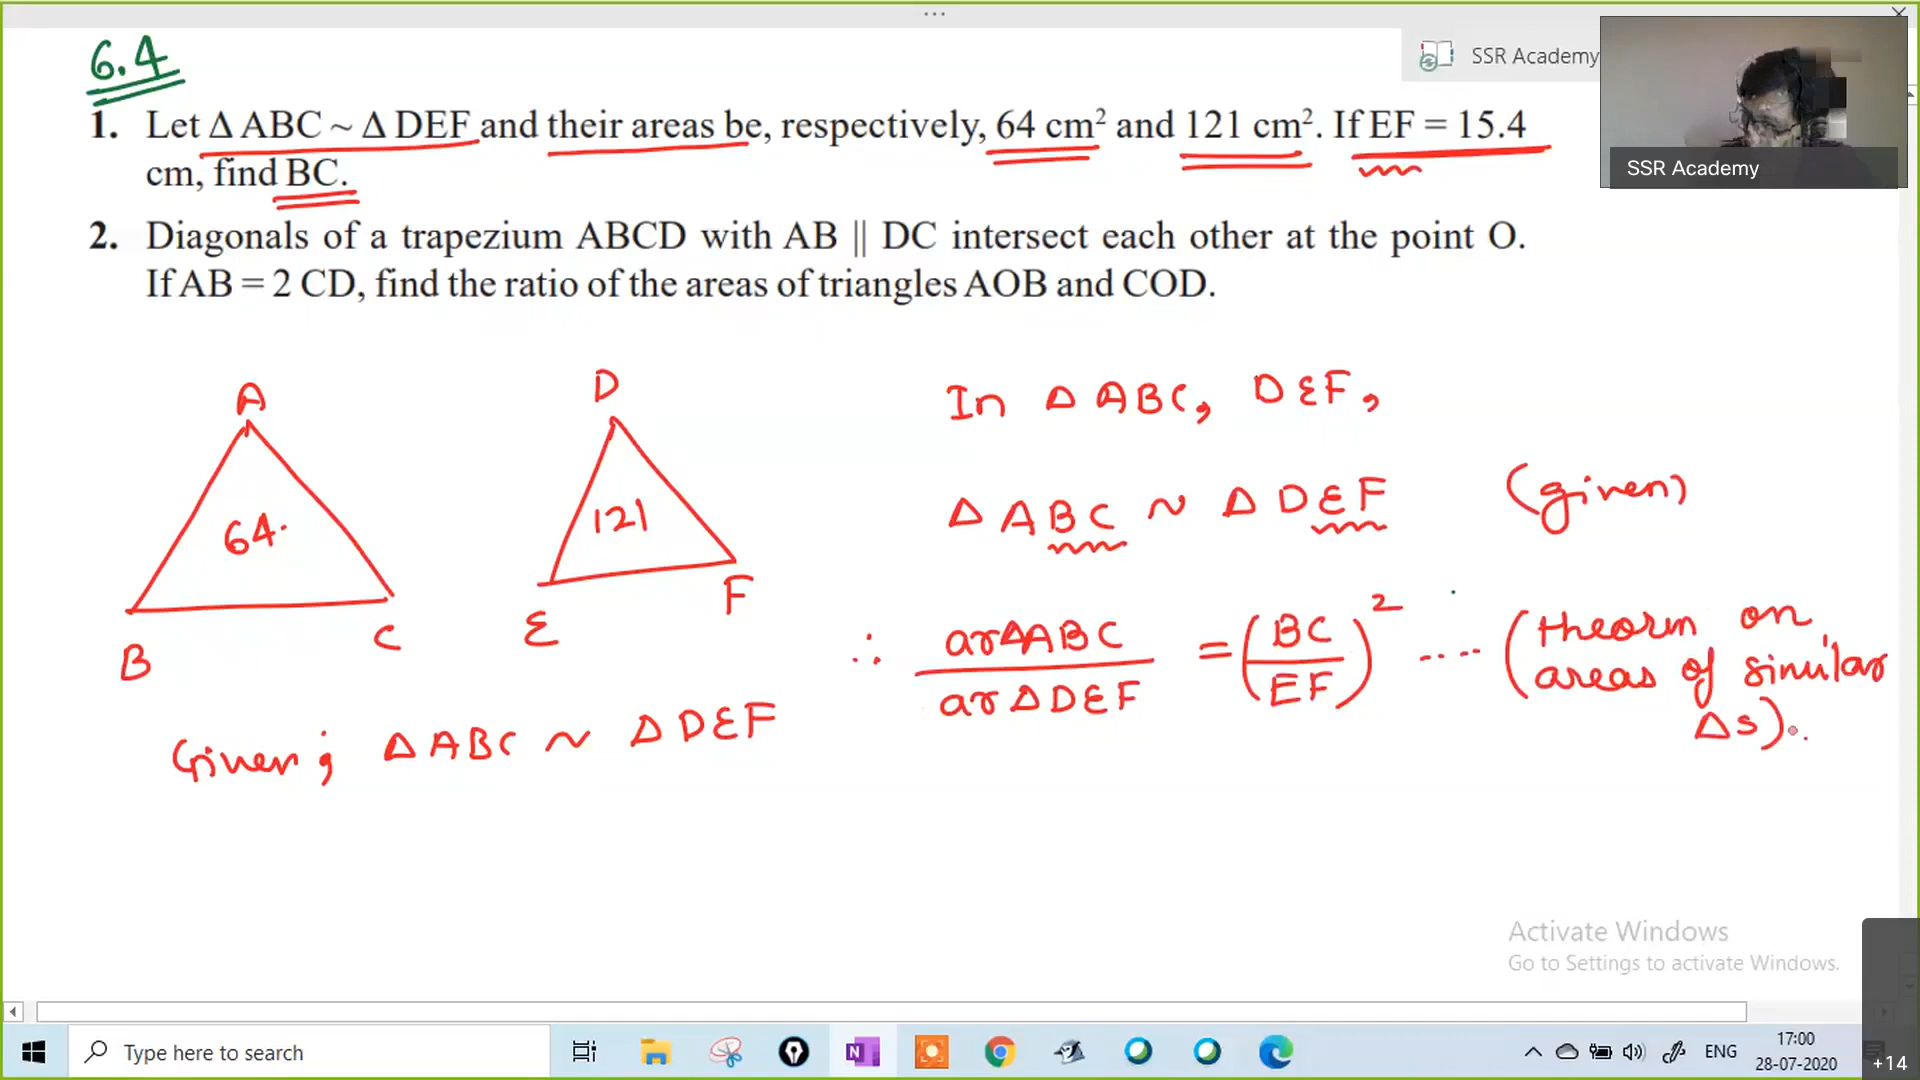 6.4
SSR Academy
SSR Academy
1. Let Δ ABC ~ Δ DEF and their areas be, respectively, 64 cm² and 121 cm². If EF = 15.4
cm, find BC.
2. Diagonals of a trapezium ABCD with AB || DC intersect each other at the point O.
If AB = 2 CD, find the ratio of the areas of triangles AOB and COD.
A
D
64.
121
B
C
E
F
Given; Δ ABC ~ Δ DEF
In Δ ABC, DEF,
Δ ABC ~ Δ DEF (given)
∴ arΔABC / arΔDEF = (BC / EF)² .... (theorm on
areas of similar
Δs).
Activate Windows
Go to Settings to activate Windows.
Type here to search
ENG
17:00
28-07-2020
+14